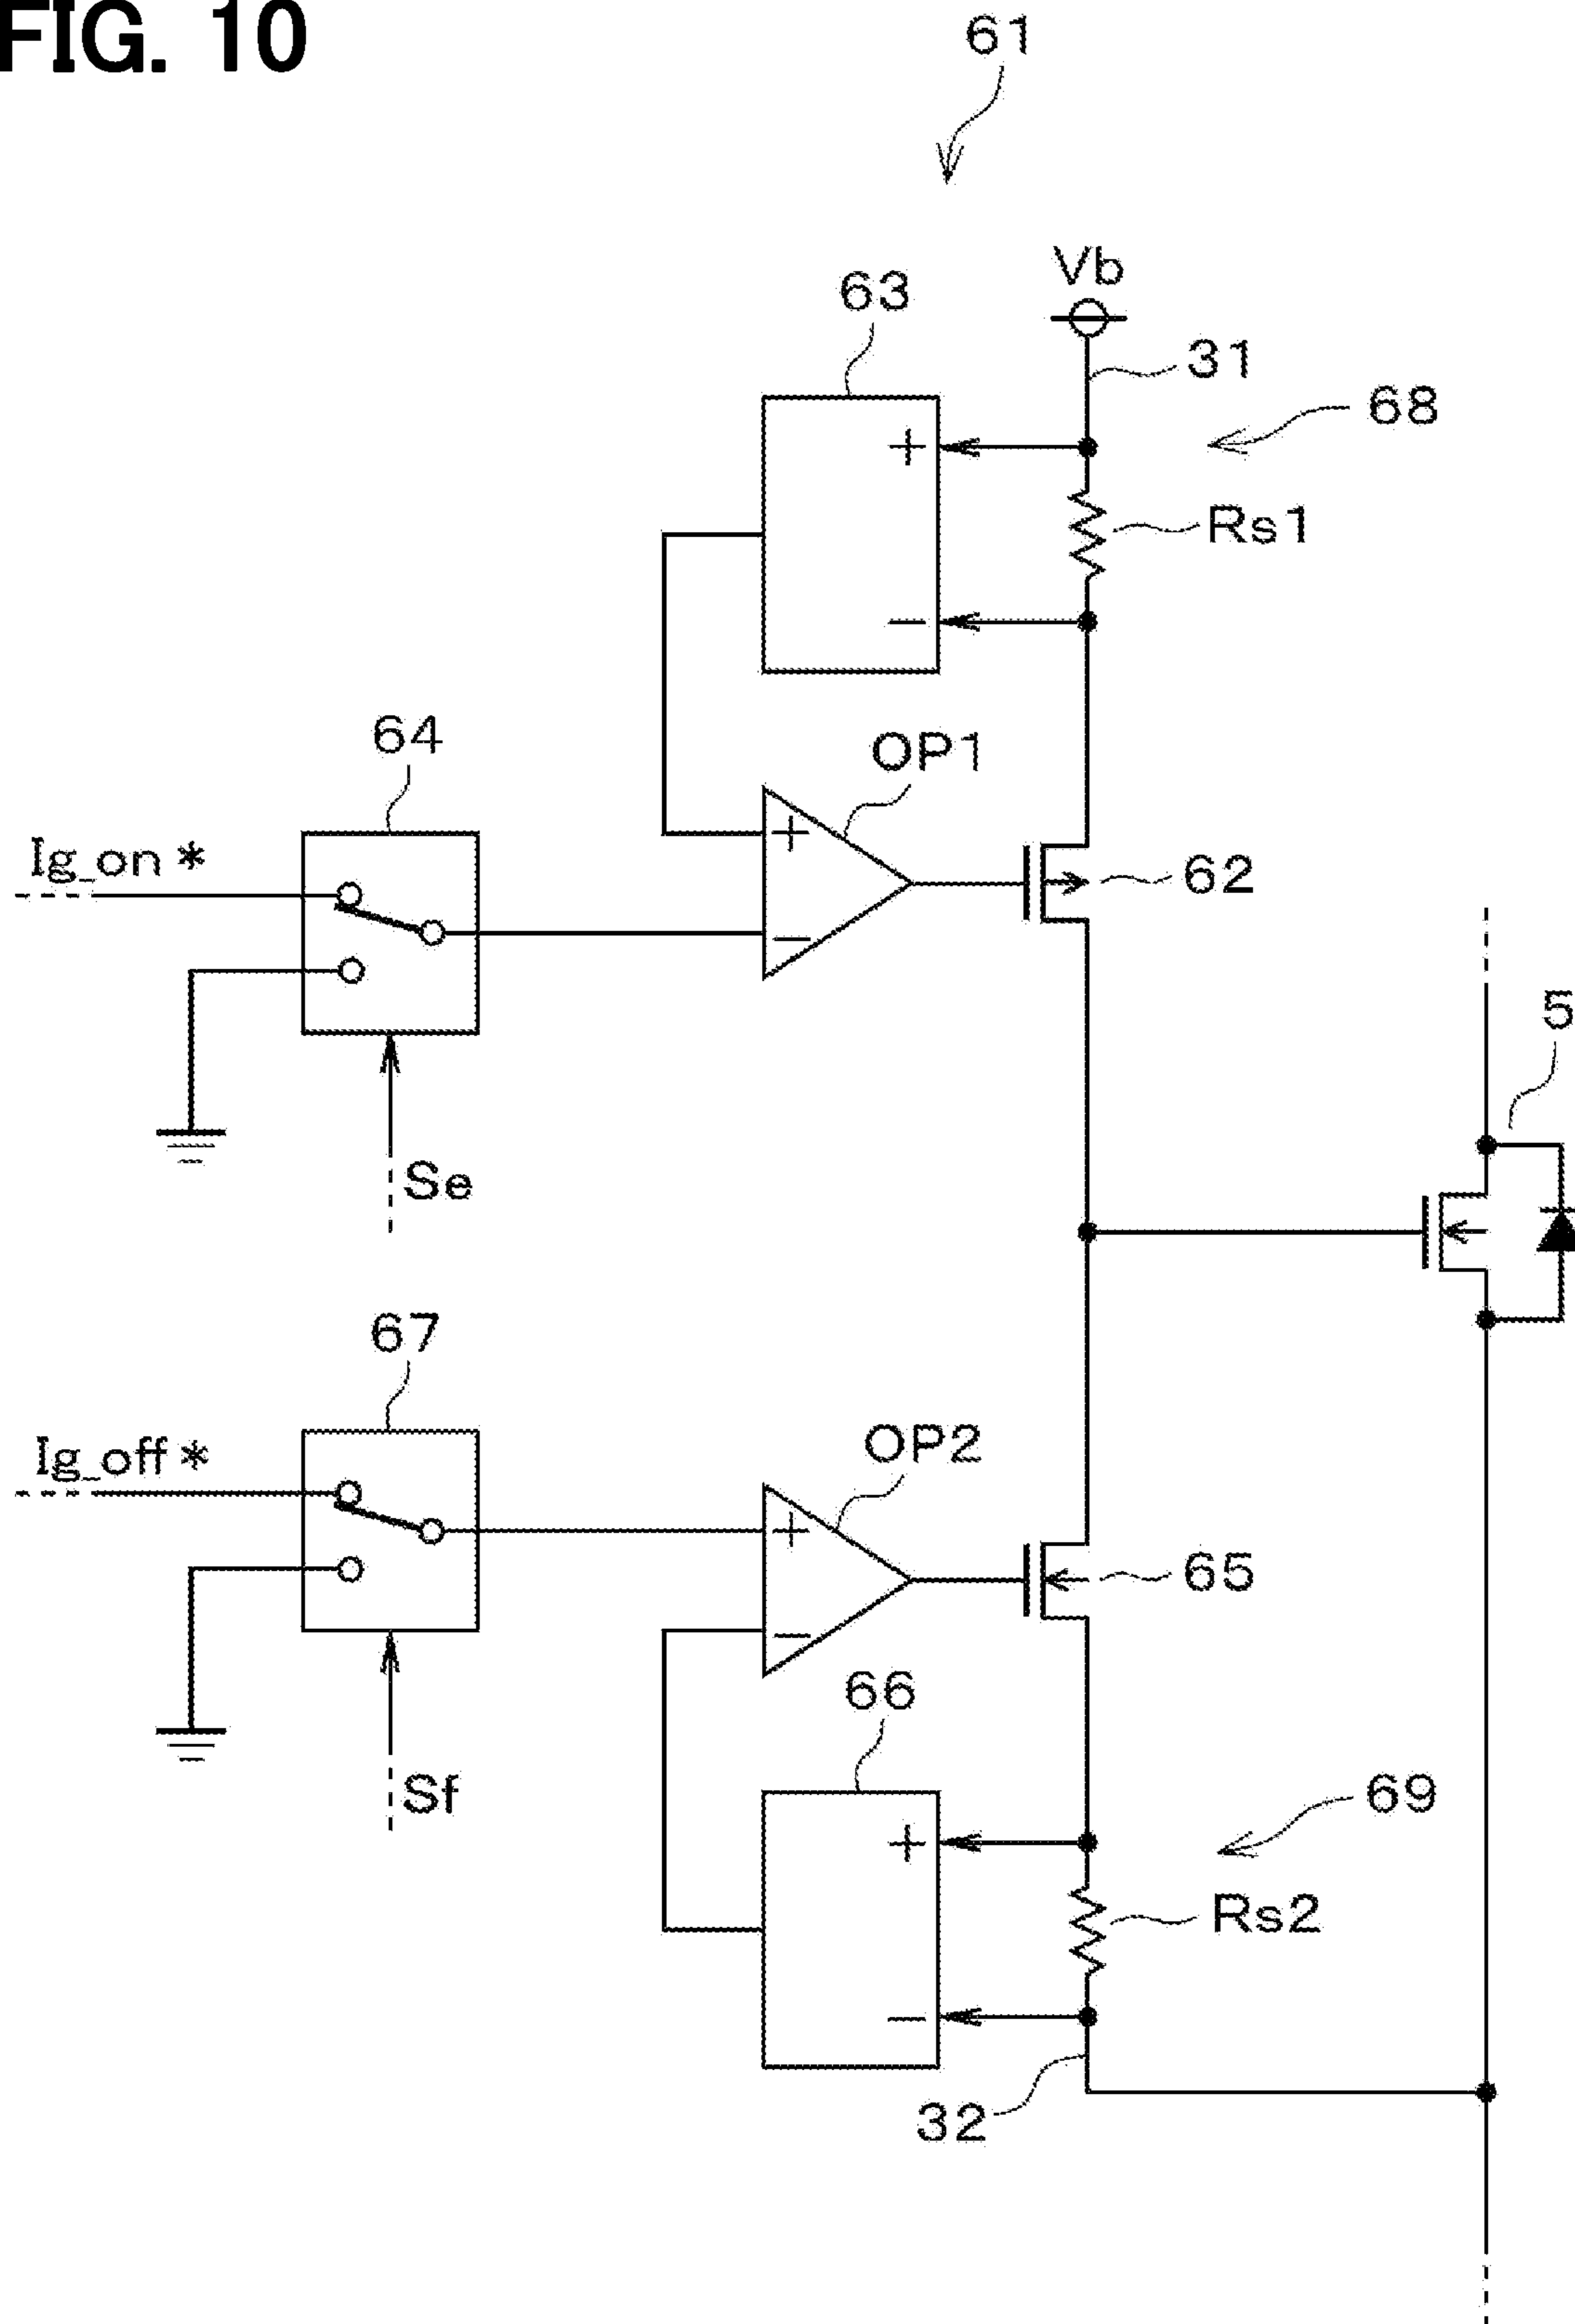 FIG. 10
61
Vb
63
31
68
+
Rs1
−
64
OP1
Ig_on*
+
62
−
5
Se
67
OP2
Ig_off*
+
65
−
66
Sf
69
+
Rs2
−
32